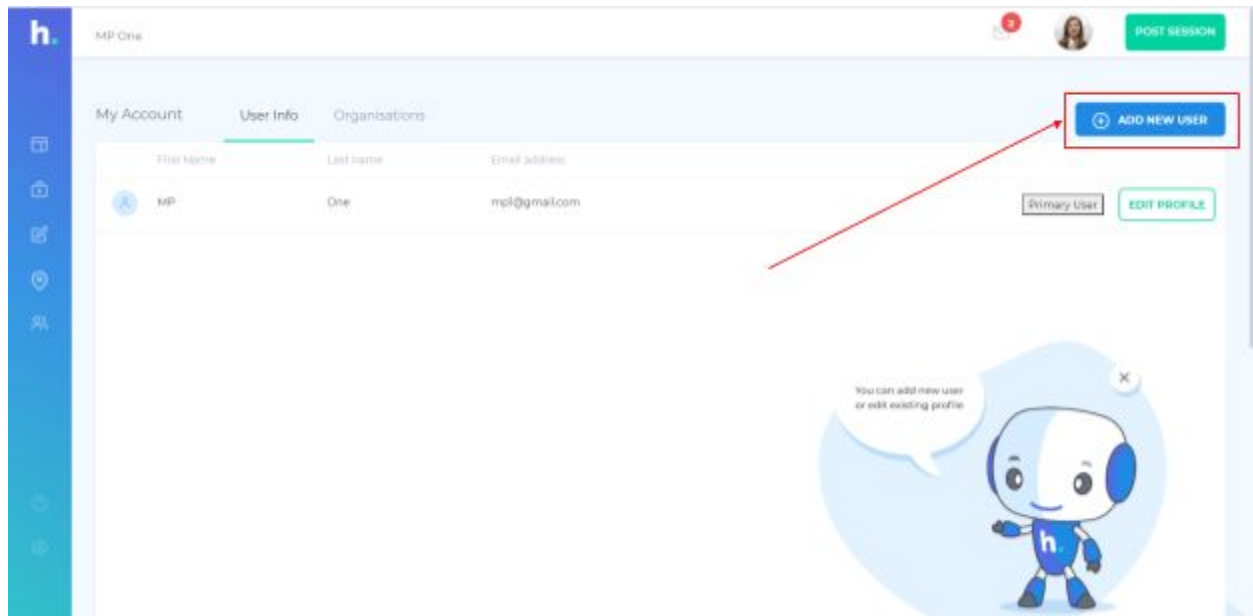 h.
MP One
2
POST SESSION
My Account
User Info
Organisations
ADD NEW USER
First Name
Last name
Email address
MP
One
mp1@gmail.com
Primary User
EDIT PROFILE
You can add new user
or edit existing profile
h.